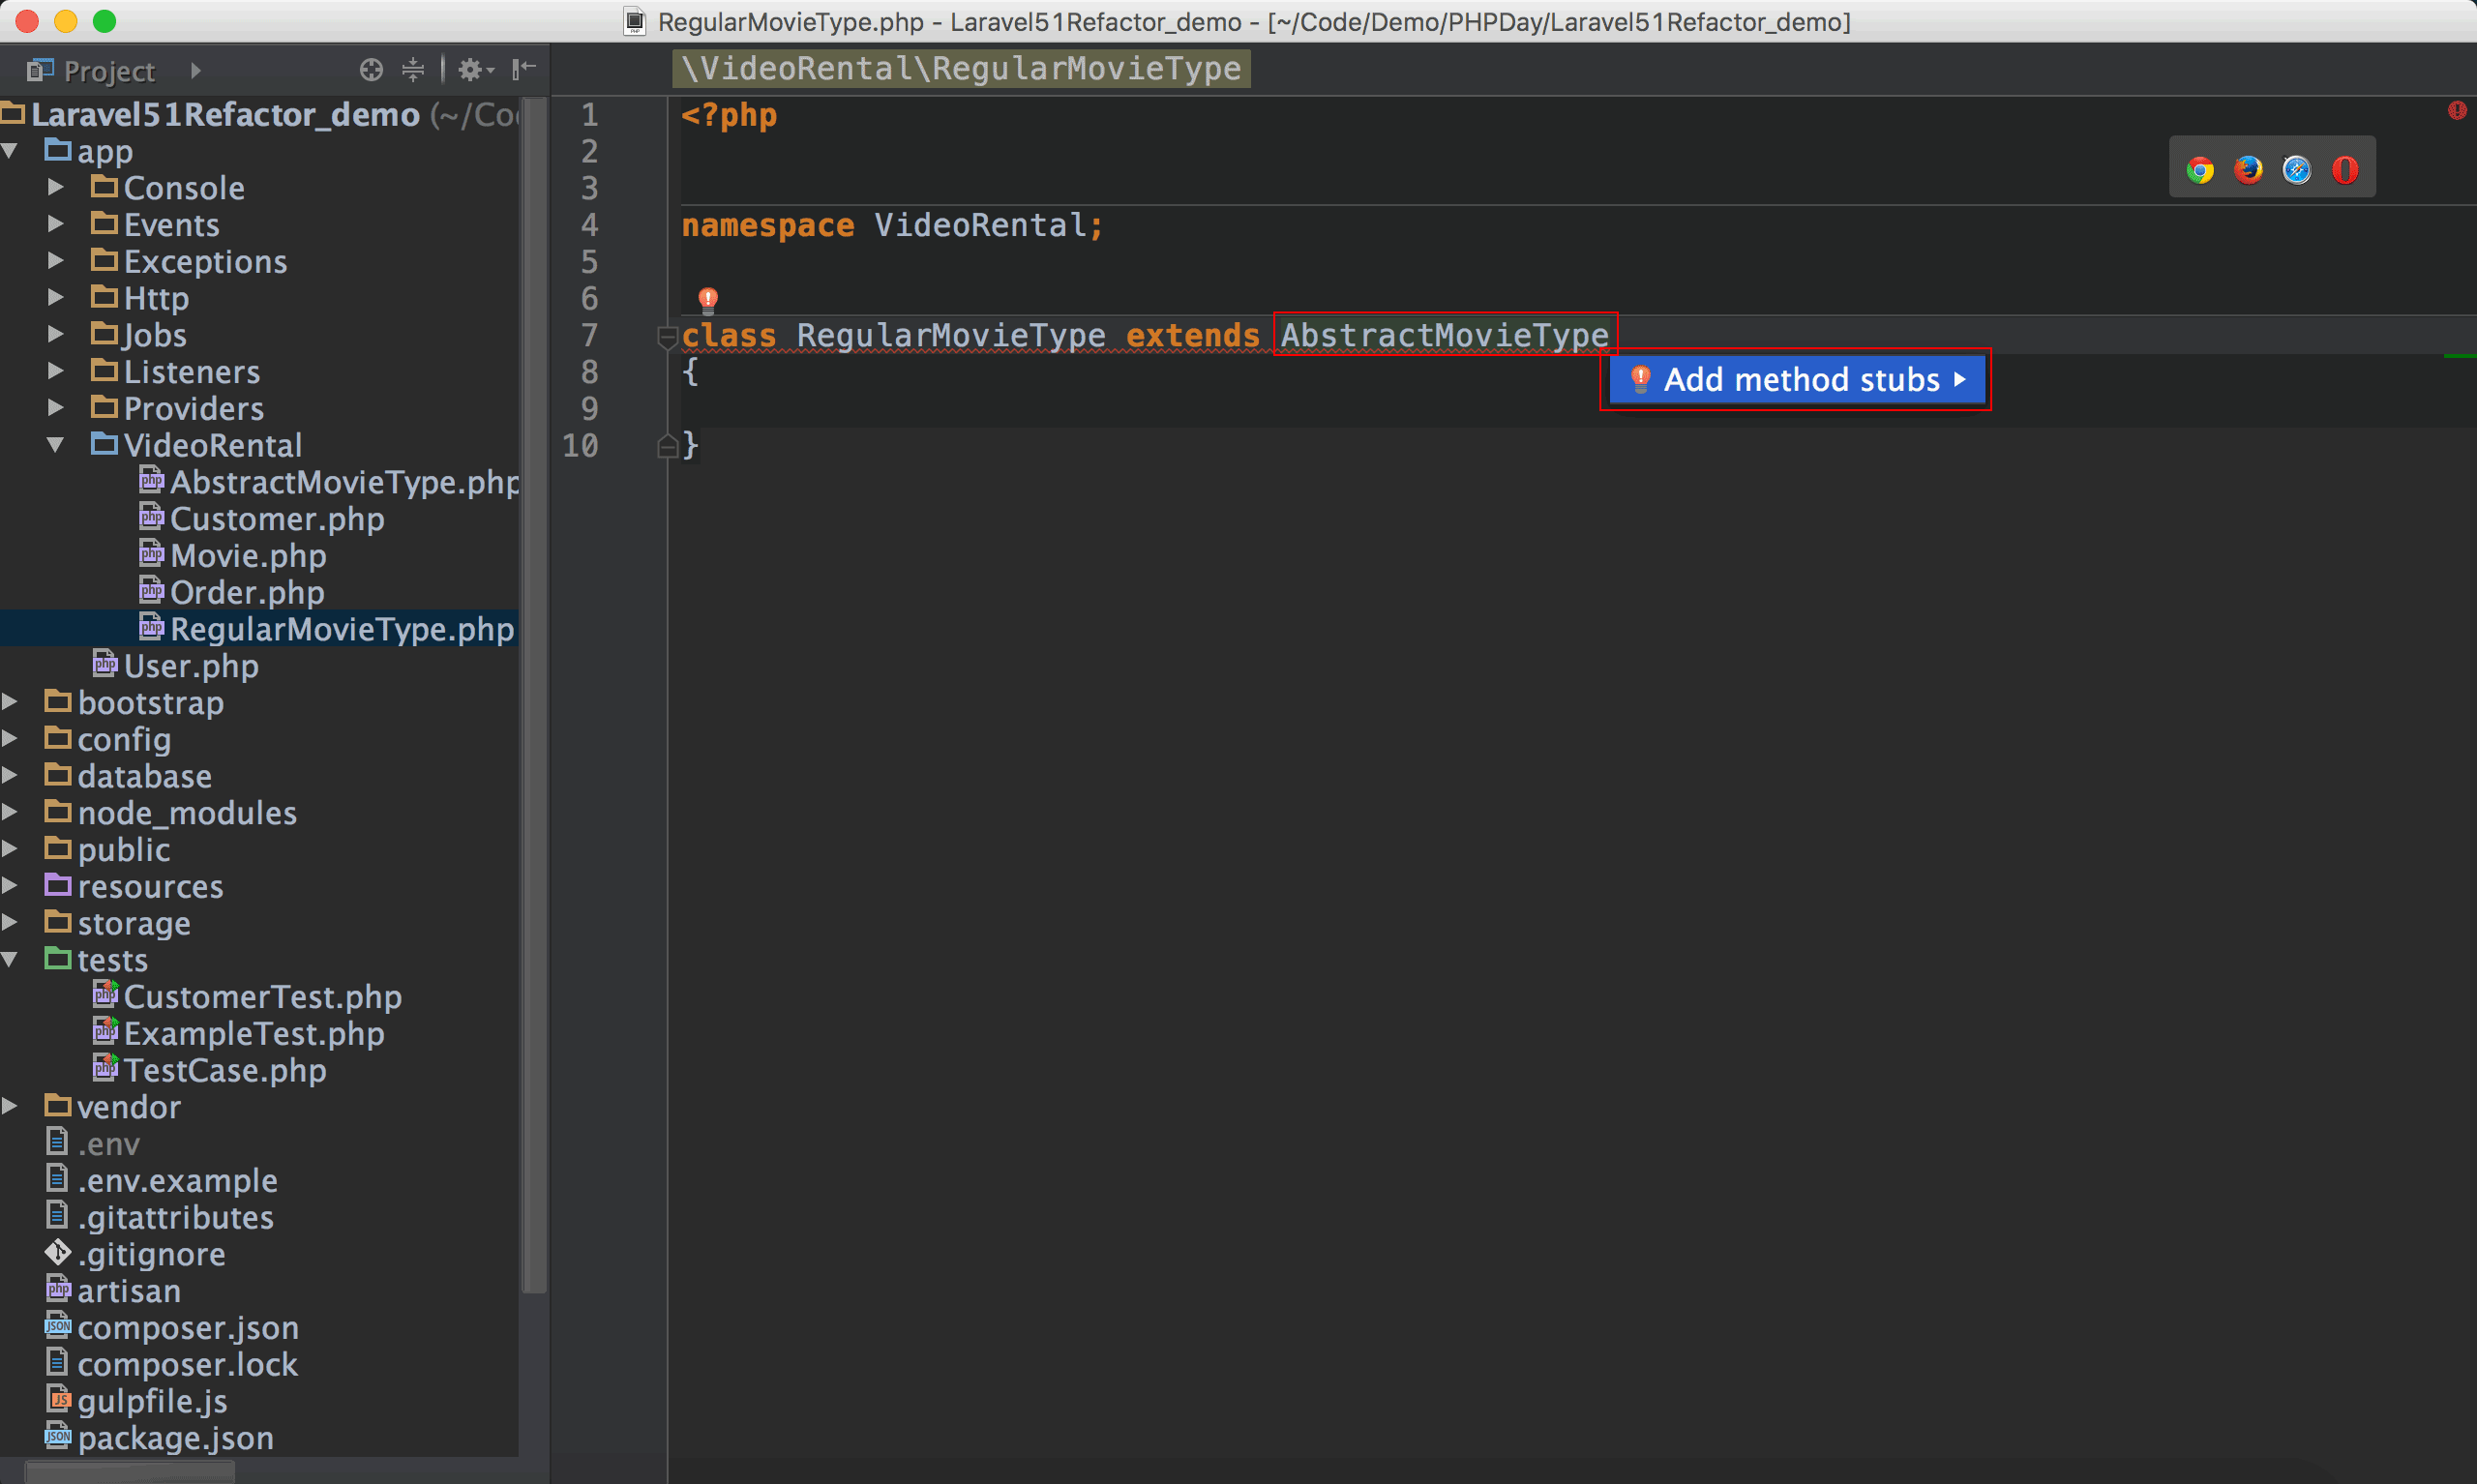 RegularMovieType.php - Laravel51Refactor_demo - [~/Code/Demo/PHPDay/Laravel51Refactor_demo]
Project
Laravel51Refactor_demo (~/Co
app
Console
Events
Exceptions
Http
Jobs
Listeners
Providers
VideoRental
AbstractMovieType.php
Customer.php
Movie.php
Order.php
RegularMovieType.php
User.php
bootstrap
config
database
node_modules
public
resources
storage
tests
CustomerTest.php
ExampleTest.php
TestCase.php
vendor
.env
.env.example
.gitattributes
.gitignore
artisan
composer.json
composer.lock
gulpfile.js
package.json
\VideoRental\RegularMovieType
1 <?php
2
3
4 namespace VideoRental;
5
6
7 class RegularMovieType extends AbstractMovieType
8 {
Add method stubs
9
10 }